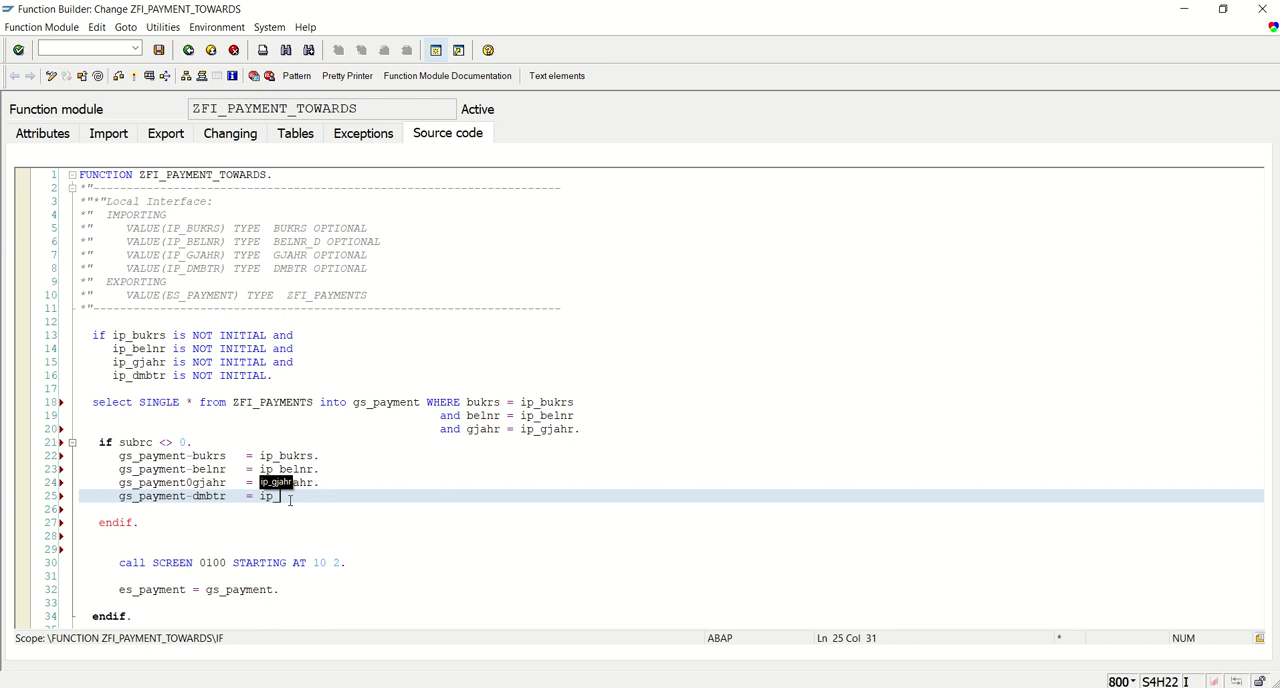 Function Builder: Change ZFI_PAYMENT_TOWARDS
Function Module Edit Goto Utilities Environment System Help
Pattern Pretty Printer Function Module Documentation Text elements
Function module ZFI_PAYMENT_TOWARDS Active
Attributes Import Export Changing Tables Exceptions Source code
1 FUNCTION ZFI_PAYMENT_TOWARDS.
2 *"----------------------------------------------------------------------
3 *"*"Local Interface:
4 *" IMPORTING
5 *" VALUE(IP_BUKRS) TYPE BUKRS OPTIONAL
6 *" VALUE(IP_BELNR) TYPE BELNR_D OPTIONAL
7 *" VALUE(IP_GJAHR) TYPE GJAHR OPTIONAL
8 *" VALUE(IP_DMBTR) TYPE DMBTR OPTIONAL
9 *" EXPORTING
10 *" VALUE(ES_PAYMENT) TYPE ZFI_PAYMENTS
11 *"----------------------------------------------------------------------
12
13 if ip_bukrs is NOT INITIAL and
14 ip_belnr is NOT INITIAL and
15 ip_gjahr is NOT INITIAL and
16 ip_dmbtr is NOT INITIAL.
17
18 select SINGLE * from ZFI_PAYMENTS into gs_payment WHERE bukrs = ip_bukrs
19 and belnr = ip_belnr
20 and gjahr = ip_gjahr.
21 if subrc <> 0.
22 gs_payment-bukrs = ip_bukrs.
23 gs_payment-belnr = ip_belnr.
24 gs_payment0gjahr = ip_gjahr ahr.
25 gs_payment-dmbtr = ip_
26
27 endif.
28
29
30 call SCREEN 0100 STARTING AT 10 2.
31
32 es_payment = gs_payment.
33
34 endif.
Scope: \FUNCTION ZFI_PAYMENT_TOWARDS\IF ABAP Ln 25 Col 31 * NUM
800 S4H22 I